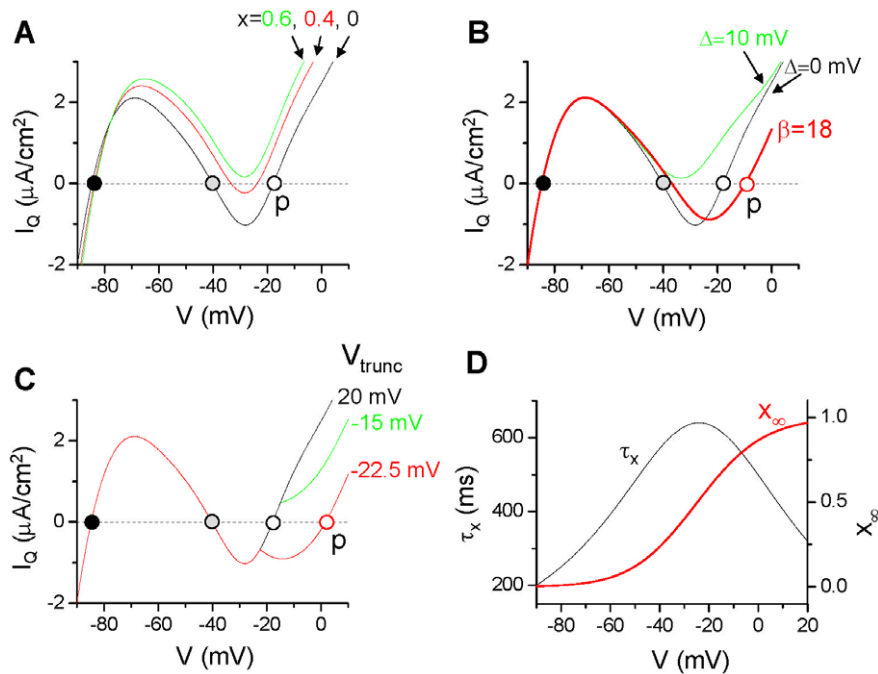 A
x=0.6, 0.4, 0
I_Q (μA/cm²)
2
0
-2
p
-80 -60 -40 -20 0
V (mV)
B
Δ=10 mV
Δ=0 mV
β=18
I_Q (μA/cm²)
2
0
-2
p
-80 -60 -40 -20 0
V (mV)
C
V_trunc
20 mV
-15 mV
-22.5 mV
I_Q (μA/cm²)
2
0
-2
p
-80 -60 -40 -20 0
V (mV)
D
x_∞
τ_x
τ_x (ms)
600
400
200
1.0
0.5
0.0
x_∞
-80 -60 -40 -20 0 20
V (mV)